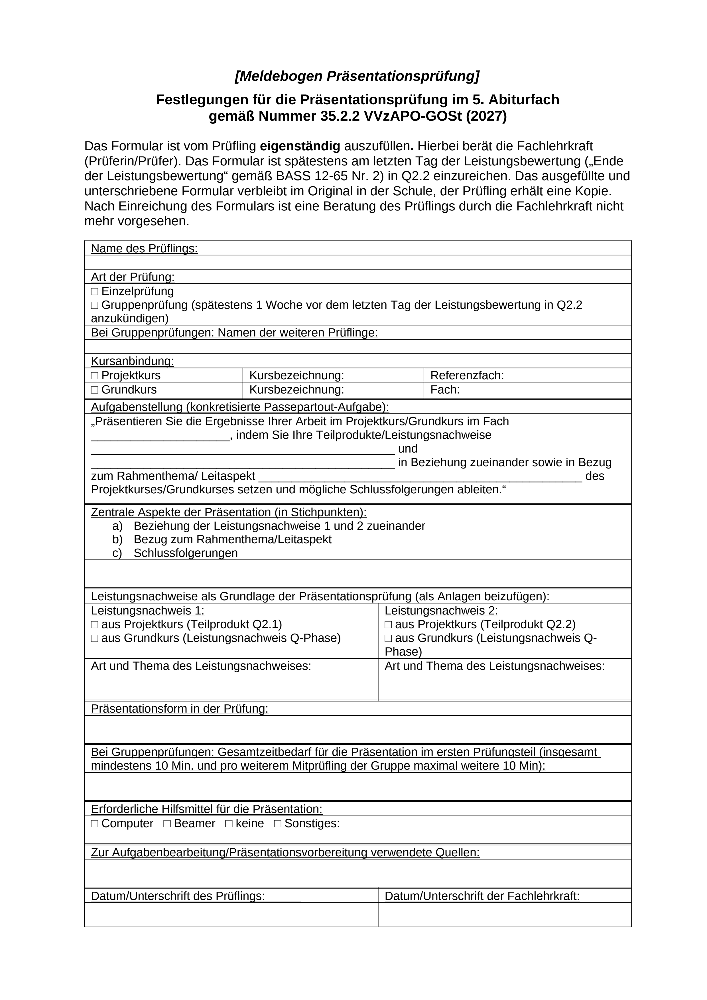 [Meldebogen Präsentationsprüfung]
Festlegungen für die Präsentationsprüfung im 5. Abiturfach
gemäß Nummer 35.2.2 VVzAPO-GOSt (2027)
Das Formular ist vom Prüfling eigenständig auszufüllen. Hierbei berät die Fachlehrkraft
(Prüferin/Prüfer). Das Formular ist spätestens am letzten Tag der Leistungsbewertung („Ende
der Leistungsbewertung“ gemäß BASS 12-65 Nr. 2) in Q2.2 einzureichen. Das ausgefüllte und
unterschriebene Formular verbleibt im Original in der Schule, der Prüfling erhält eine Kopie.
Nach Einreichung des Formulars ist eine Beratung des Prüflings durch die Fachlehrkraft nicht
mehr vorgesehen.
Name des Prüflings:
Art der Prüfung:
□ Einzelprüfung
□ Gruppenprüfung (spätestens 1 Woche vor dem letzten Tag der Leistungsbewertung in Q2.2
anzukündigen)
Bei Gruppenprüfungen: Namen der weiteren Prüflinge:
Kursanbindung:
□ Projektkurs Kursbezeichnung: Referenzfach:
□ Grundkurs Kursbezeichnung: Fach:
Aufgabenstellung (konkretisierte Passepartout-Aufgabe):
„Präsentieren Sie die Ergebnisse Ihrer Arbeit im Projektkurs/Grundkurs im Fach
_____________________, indem Sie Ihre Teilprodukte/Leistungsnachweise
______________________________________________ und
______________________________________________ in Beziehung zueinander sowie in Bezug
zum Rahmenthema/ Leitaspekt _________________________________________________ des
Projektkurses/Grundkurses setzen und mögliche Schlussfolgerungen ableiten.“
Zentrale Aspekte der Präsentation (in Stichpunkten):
a) Beziehung der Leistungsnachweise 1 und 2 zueinander
b) Bezug zum Rahmenthema/Leitaspekt
c) Schlussfolgerungen
Leistungsnachweise als Grundlage der Präsentationsprüfung (als Anlagen beizufügen):
Leistungsnachweis 1:
□ aus Projektkurs (Teilprodukt Q2.1)
□ aus Grundkurs (Leistungsnachweis Q-Phase)
Leistungsnachweis 2:
□ aus Projektkurs (Teilprodukt Q2.2)
□ aus Grundkurs (Leistungsnachweis Q-
Phase)
Art und Thema des Leistungsnachweises:
Art und Thema des Leistungsnachweises:
Präsentationsform in der Prüfung:
Bei Gruppenprüfungen: Gesamtzeitbedarf für die Präsentation im ersten Prüfungsteil (insgesamt
mindestens 10 Min. und pro weiterem Mitprüfling der Gruppe maximal weitere 10 Min):
Erforderliche Hilfsmittel für die Präsentation:
□ Computer □ Beamer □ keine □ Sonstiges:
Zur Aufgabenbearbeitung/Präsentationsvorbereitung verwendete Quellen:
Datum/Unterschrift des Prüflings:
Datum/Unterschrift der Fachlehrkraft: